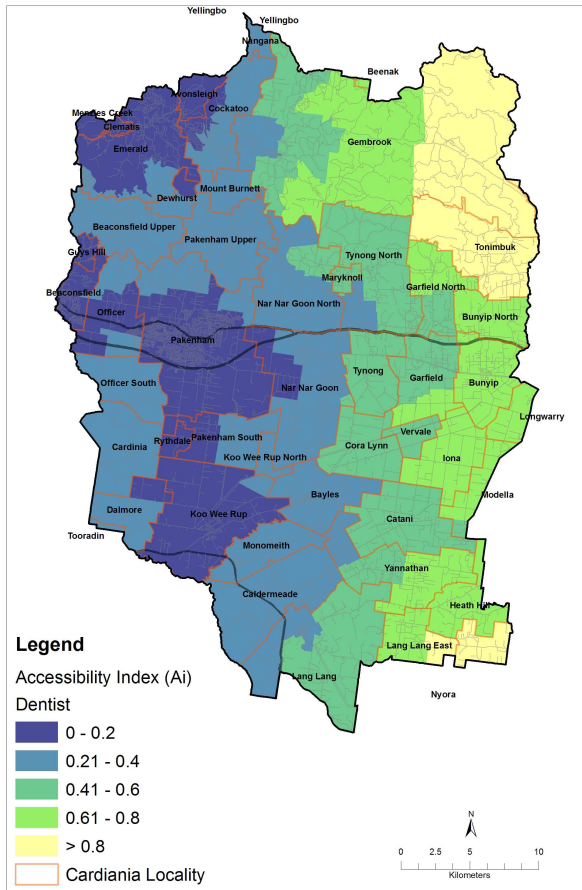 Yellingbo
Yellingbo
Nangana
Beenak
Avonsleigh
Menzies Creek
Cockatoo
Clematis
Emerald
Gembrook
Mount Burnett
Dewhurst
Beaconsfield Upper
Pakenham Upper
Tonimbuk
Guys Hill
Tynong North
Maryknoll
Garfield North
Beaconsfield
Nar Nar Goon North
Officer
Bunyip North
Pakenham
Tynong
Garfield
Officer South
Nar Nar Goon
Bunyip
Longwarry
Vervale
Rythdale
Pakenham South
Cardinia
Cora Lynn
Koo Wee Rup North
Iona
Bayles
Modella
Dalmore
Koo Wee Rup
Catani
Tooradin
Monomeith
Yannathan
Caldermeade
Heath Hill
Lang Lang East
Lang Lang
Nyora
Legend
Accessibility Index (Ai)
Dentist
0 - 0.2
0.21 - 0.4
0.41 - 0.6
0.61 - 0.8
> 0.8
Cardiania Locality
N
0 2.5 5 10
Kilometers